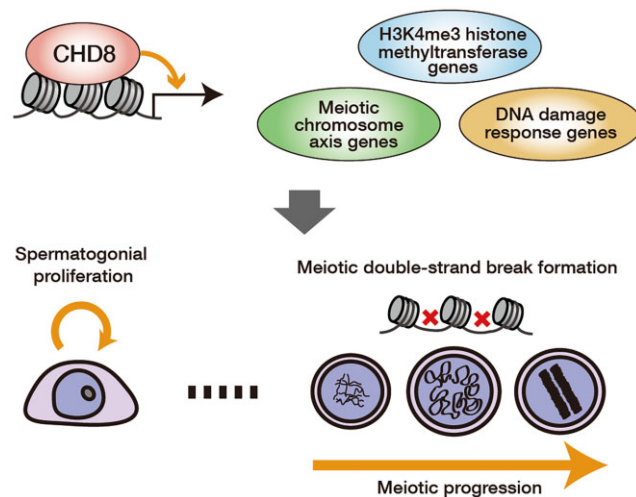 CHD8
H3K4me3 histone
methyltransferase
genes
Meiotic
chromosome
axis genes
DNA damage
response genes
Spermatogonial
proliferation
Meiotic double-strand break formation
Meiotic progression